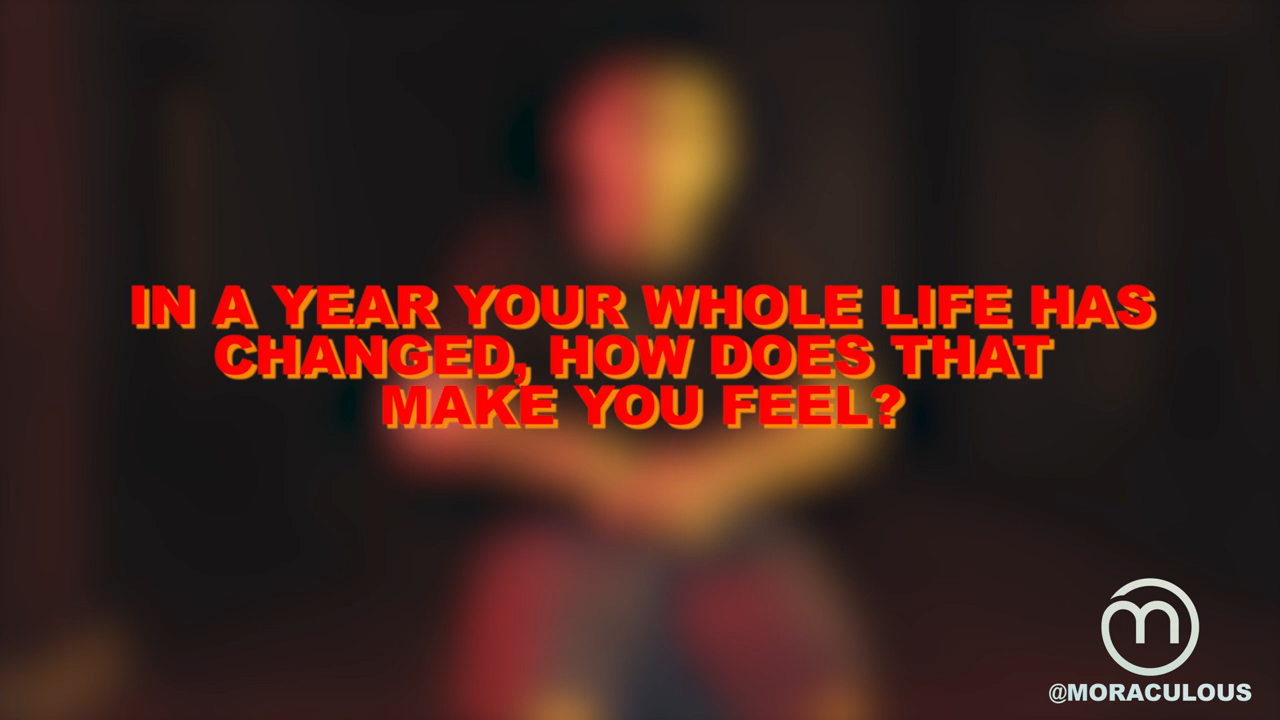 IN A YEAR YOUR WHOLE LIFE HAS
CHANGED, HOW DOES THAT
MAKE YOU FEEL?
m
@MORACULOUS